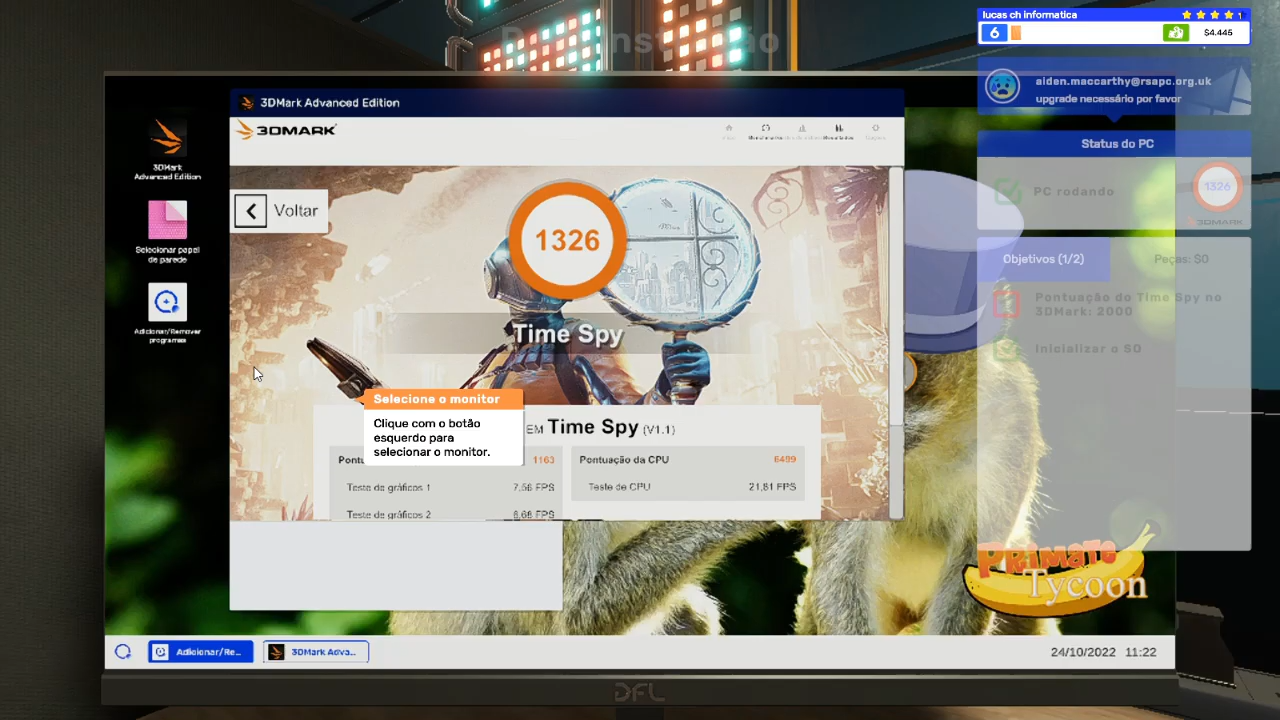 lucas ch informatica
6
$4.445
aiden.maccarthy@rsapc.org.uk
upgrade necessário por favor
Status do PC
PC rodando
1326
3DMARK
Objetivos (1/2)
Peças: $0
Pontuação do Time Spy no
3DMark: 2000
Inicializar o SO
3DMark Advanced Edition
3DMARK
3DMark
Advanced Edition
Selecionar papel
de parede
Adicionar/Remover
programas
Voltar
1326
Time Spy
Selecione o monitor
Clique com o botão
esquerdo para
selecionar o monitor.
EM Time Spy (V1.1)
1163
Teste de gráficos 1 7,56 FPS
Teste de gráficos 2 6,68 FPS
Pontuação da CPU 6499
Teste de CPU 21,81 FPS
PRiMATE
Tycoon
Adicionar/Re...
3DMark Adva...
24/10/2022 11:22
DFL